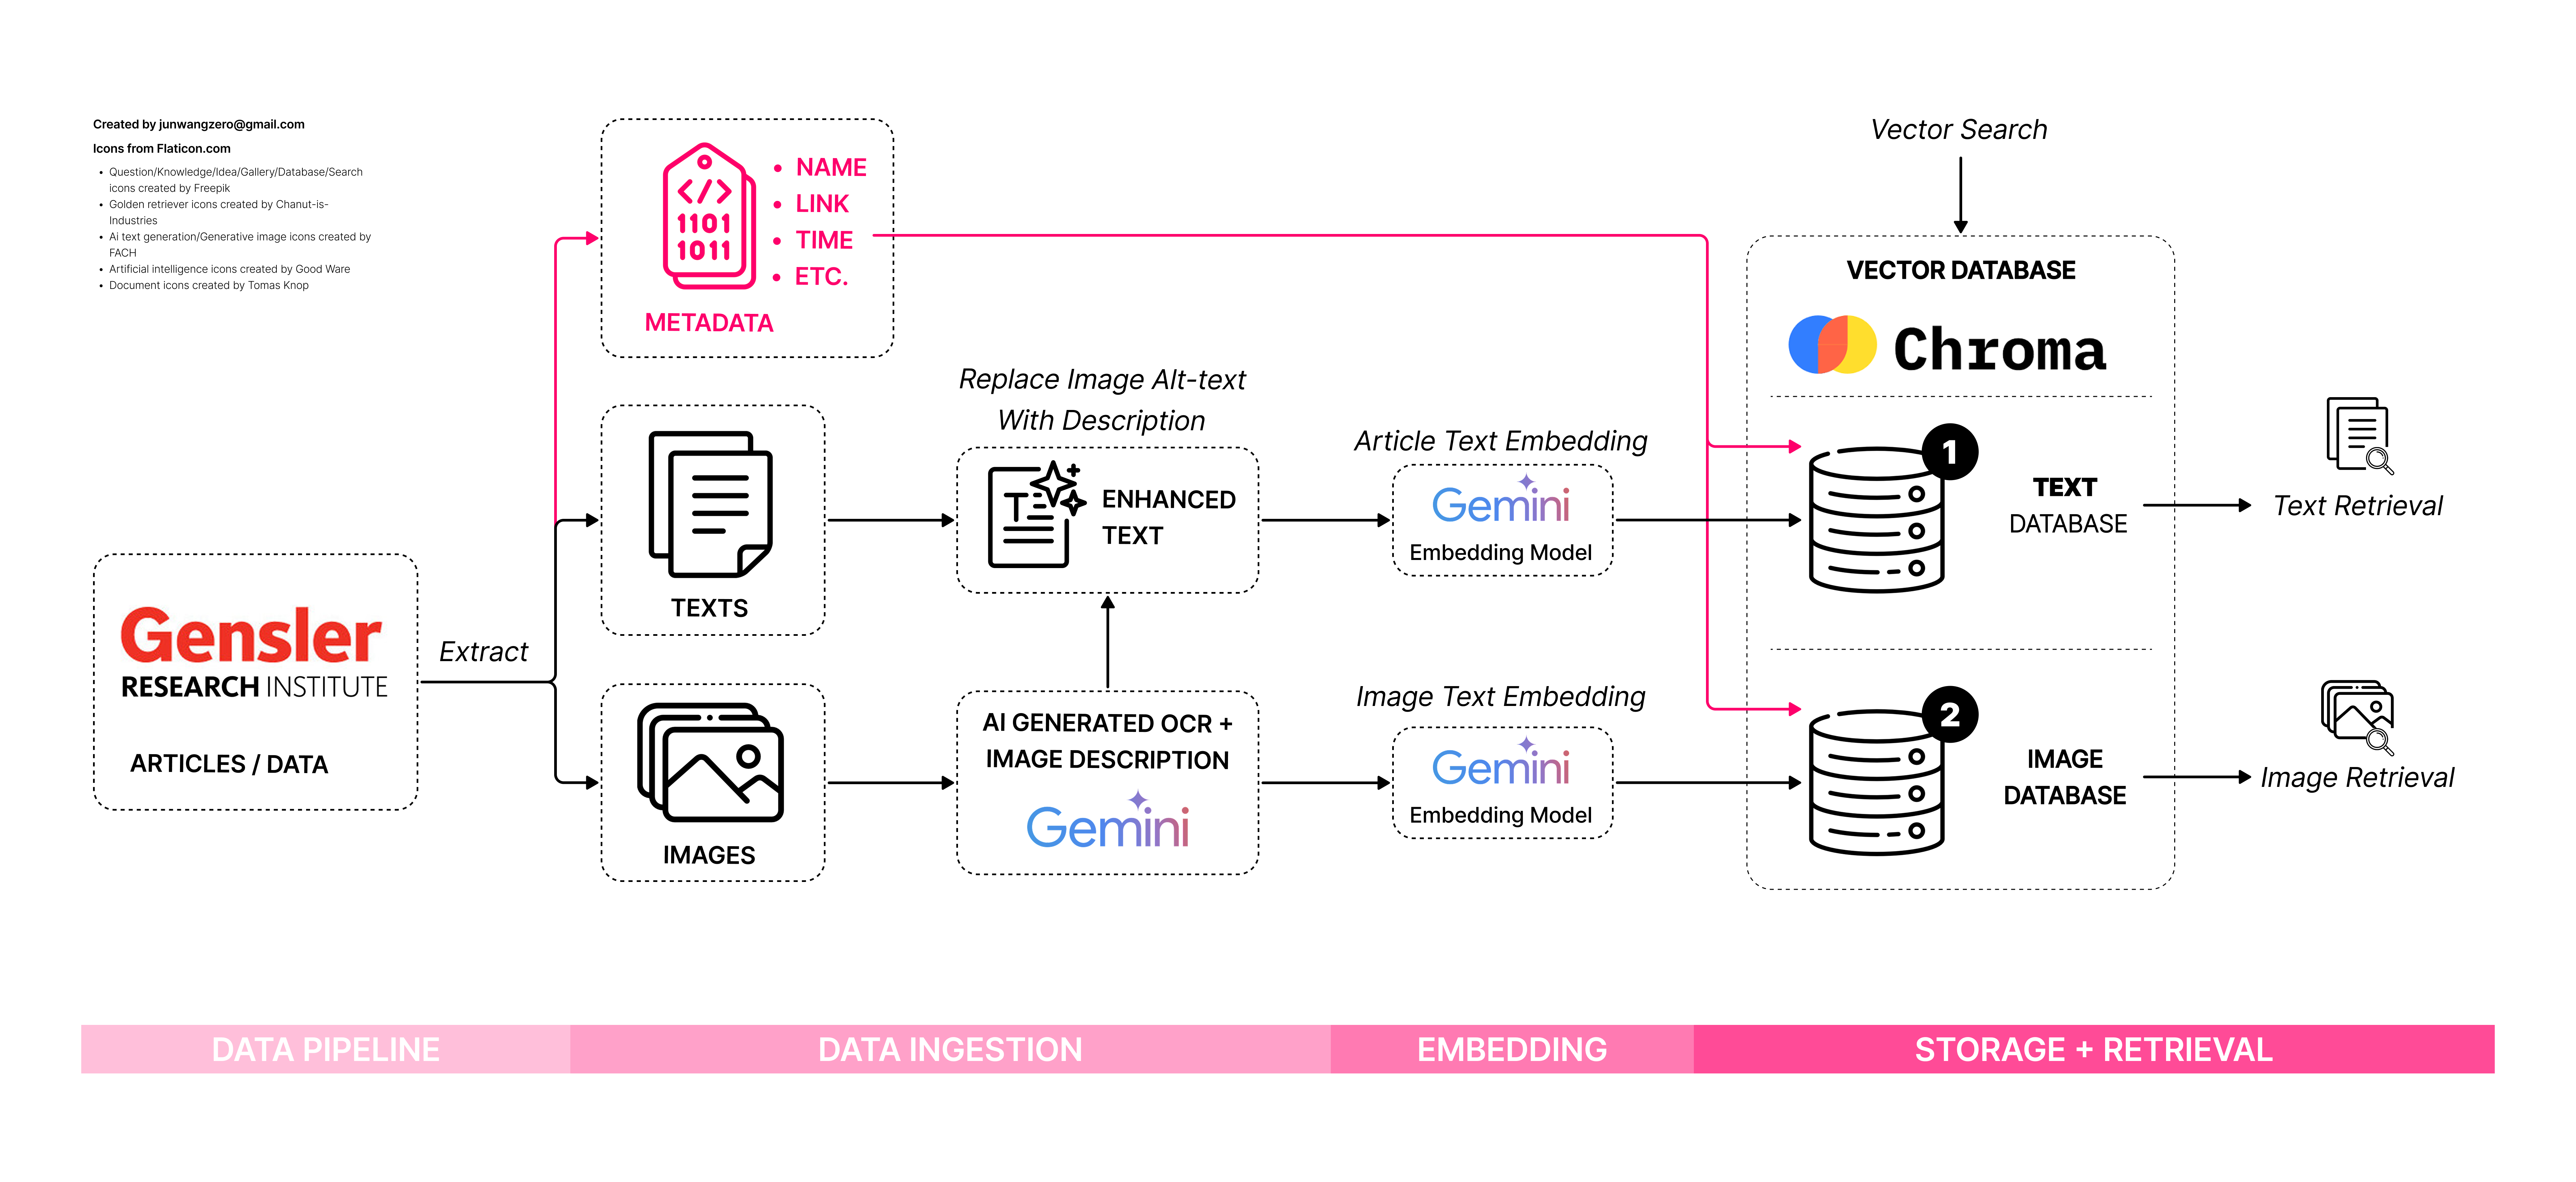 Created by junwangzero@gmail.com
Icons from Flaticon.com
• Question/Knowledge/Idea/Gallery/Database/Search
icons created by Freepik
• Golden retriever icons created by Chanut-is-
Industries
• Ai text generation/Generative image icons created by
FACH
• Artificial intelligence icons created by Good Ware
• Document icons created by Tomas Knop
Gensler
RESEARCH INSTITUTE
ARTICLES / DATA
Extract
</>
1101
1011
• NAME
• LINK
• TIME
• ETC.
METADATA
TEXTS
IMAGES
Replace Image Alt-text
With Description
T
ENHANCED
TEXT
AI GENERATED OCR +
IMAGE DESCRIPTION
Gemini
Article Text Embedding
Gemini
Embedding Model
Image Text Embedding
Gemini
Embedding Model
Vector Search
VECTOR DATABASE
Chroma
1
TEXT
DATABASE
2
IMAGE
DATABASE
Text Retrieval
Image Retrieval
DATA PIPELINE
DATA INGESTION
EMBEDDING
STORAGE + RETRIEVAL